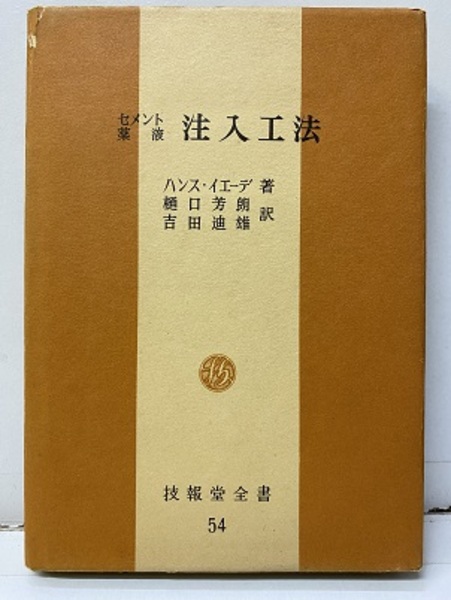 セメント
薬液 注入工法
ハンス・イエーデ 著
樋口芳朗
吉田迪雄 訳
技報堂全書
54